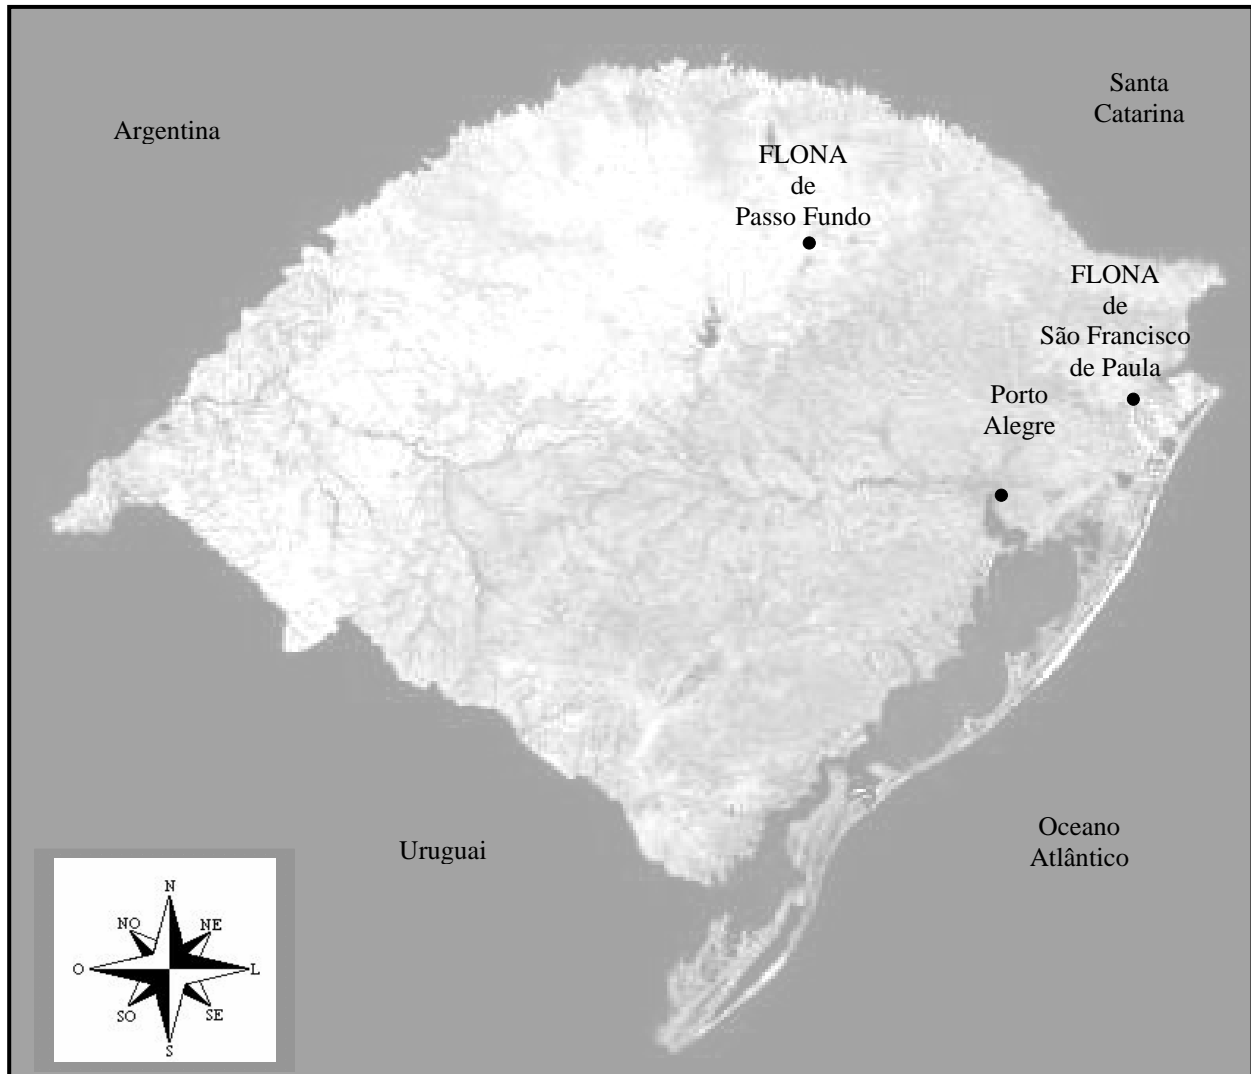 Santa
Catarina
Argentina
FLONA
de
Passo Fundo
FLONA
de
São Francisco
de Paula
Porto
Alegre
Uruguai
Oceano
Atlântico
N
NO
NE
O
L
SO
SE
S